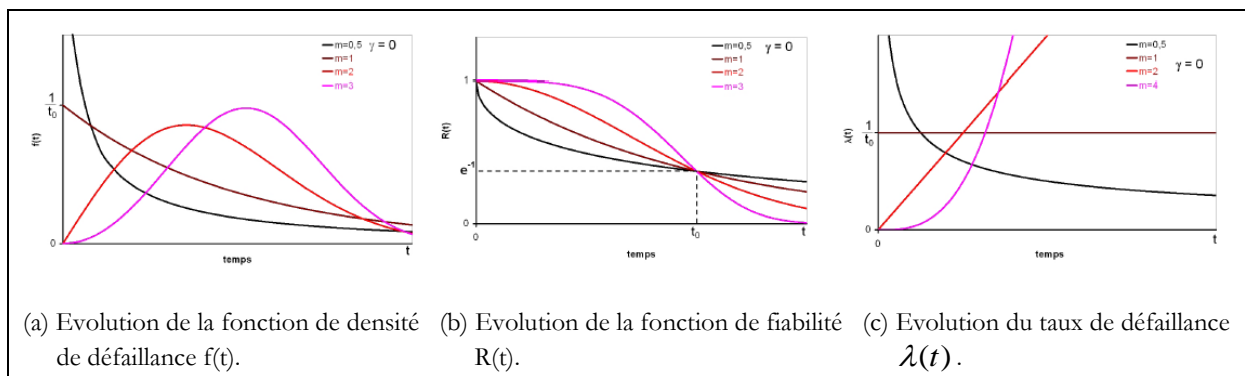 m=0,5 γ = 0
m=1
m=2
m=3
1
t₀
f(t)
0
t
temps
m=0,5 γ = 0
m=1
m=2
m=3
1
R(t)
e⁻¹
0
0
t₀
t
temps
m=0,5
m=1
m=2
m=4
γ = 0
λ(t)
1
t₀
0
0
t
temps
(a) Evolution de la fonction de densité
de défaillance f(t).
(b) Evolution de la fonction de fiabilité
R(t).
(c) Evolution du taux de défaillance
λ(t) .